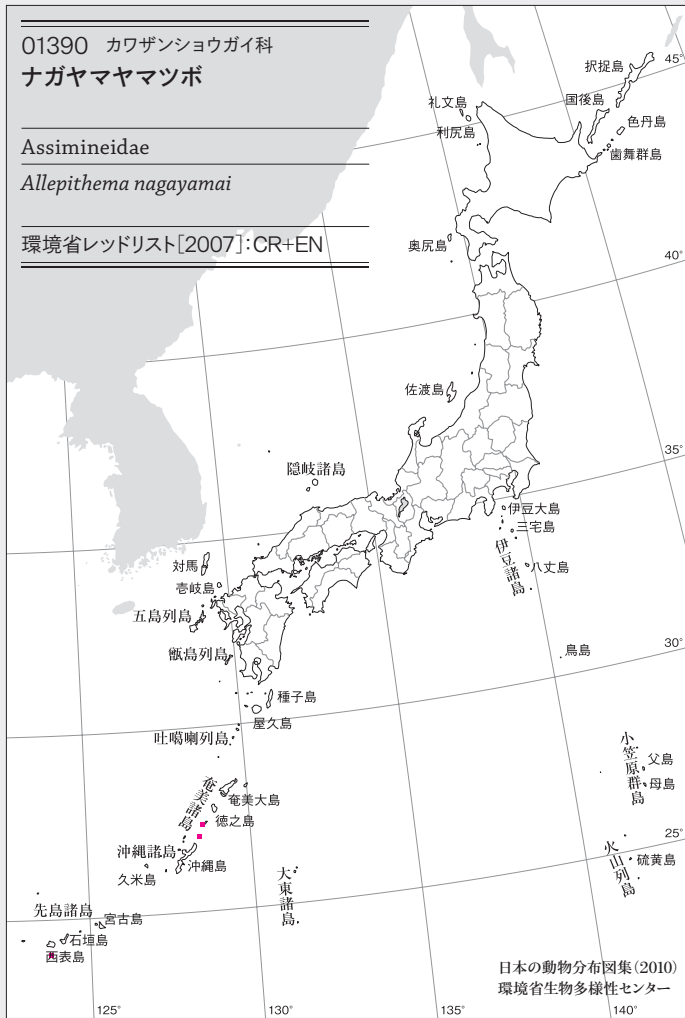 01390 カワザンショウガイ科
ナガヤマヤマツボ
Assimineidae
Allepithema nagayamai
環境省レッドリスト[2007]:CR+EN
45°
択捉島
国後島
礼文島
色丹島
利尻島
歯舞群島
奥尻島
40°
佐渡島
35°
隠岐諸島
伊豆大島
三宅島
伊豆諸島
八丈島
対馬
壱岐島
五島列島
甑島列島
鳥島
30°
種子島
屋久島
吐噶喇列島
小笠原群島
父島
母島
奄美諸島
奄美大島
徳之島
25°
沖縄諸島
沖縄島
久米島
大東諸島
火山列島
硫黄島
先島諸島
宮古島
石垣島
西表島
日本の動物分布図集(2010)
環境省生物多様性センター
125°
130°
135°
140°